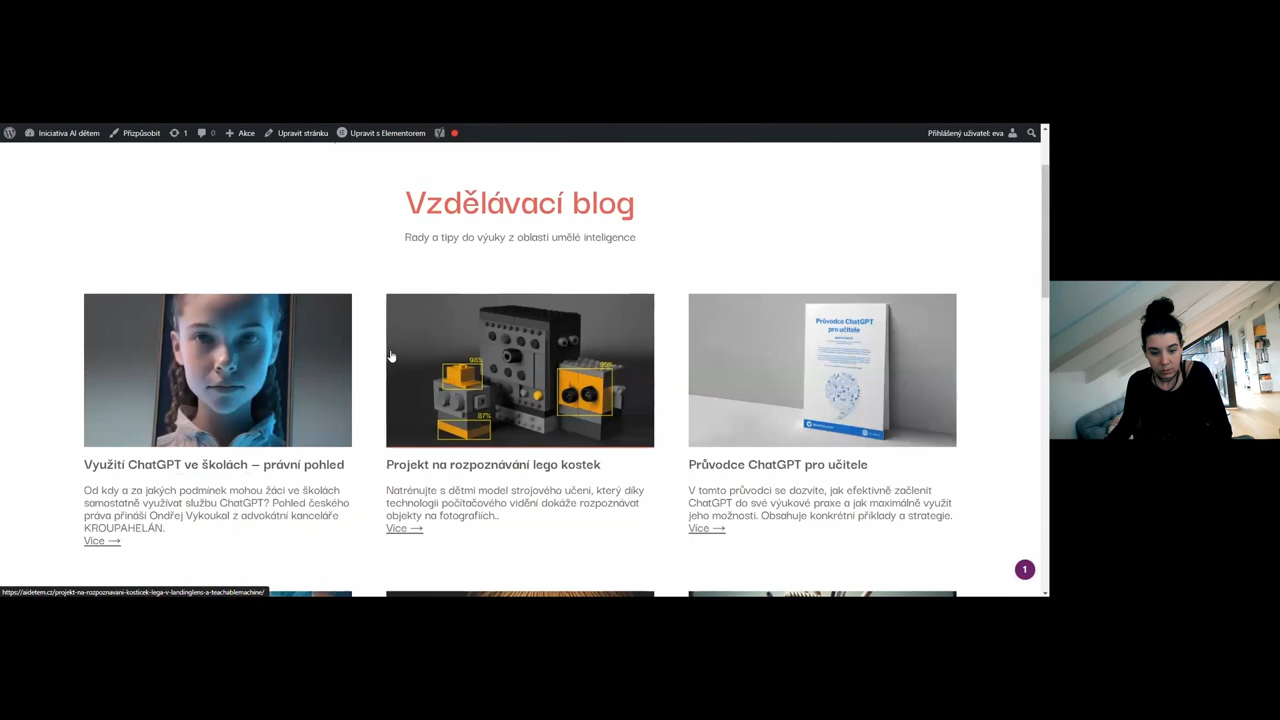 Iniciativa AI dětem Přizpůsobit 1 0 Akce Upravit stránku Upravit s Elementorem Přihlášený uživatel: eva
Vzdělávací blog
Rady a tipy do výuky z oblasti umělé inteligence
98%
99%
87%
Průvodce ChatGPT
pro učitele
Využití ChatGPT ve školách – právní pohled
Od kdy a za jakých podmínek mohou žáci ve školách
samostatně využívat službu ChatGPT? Pohled českého
práva přináší Ondřej Vykoukal z advokátní kanceláře
KROUPAHELÁN.
Více →
Projekt na rozpoznávání lego kostek
Natrénujte s dětmi model strojového učení, který díky
technologii počítačového vidění dokáže rozpoznávat
objekty na fotografiích..
Více →
Průvodce ChatGPT pro učitele
V tomto průvodci se dozvíte, jak efektivně začlenit
ChatGPT do své výukové praxe a jak maximálně využít
jeho možnosti. Obsahuje konkrétní příklady a strategie.
Více →
1
https://aidetem.cz/projekt-na-rozpoznavani-kosticek-lega-v-landinglens-a-teachablemachine/